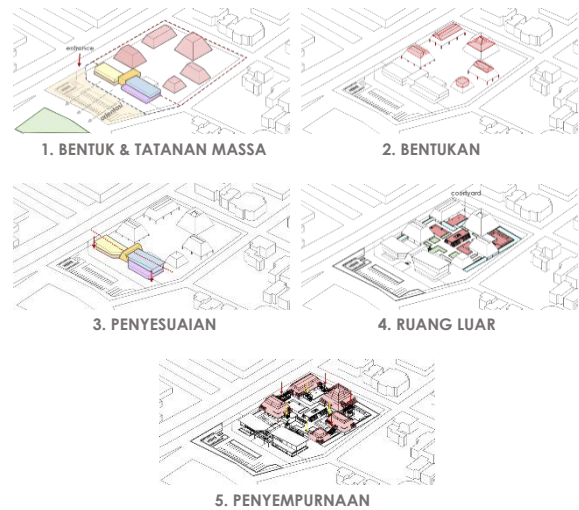 entrance
1. BENTUK & TATANAN MASSA
2. BENTUKAN
3. PENYESUAIAN
courtyard
4. RUANG LUAR
5. PENYEMPURNAAN